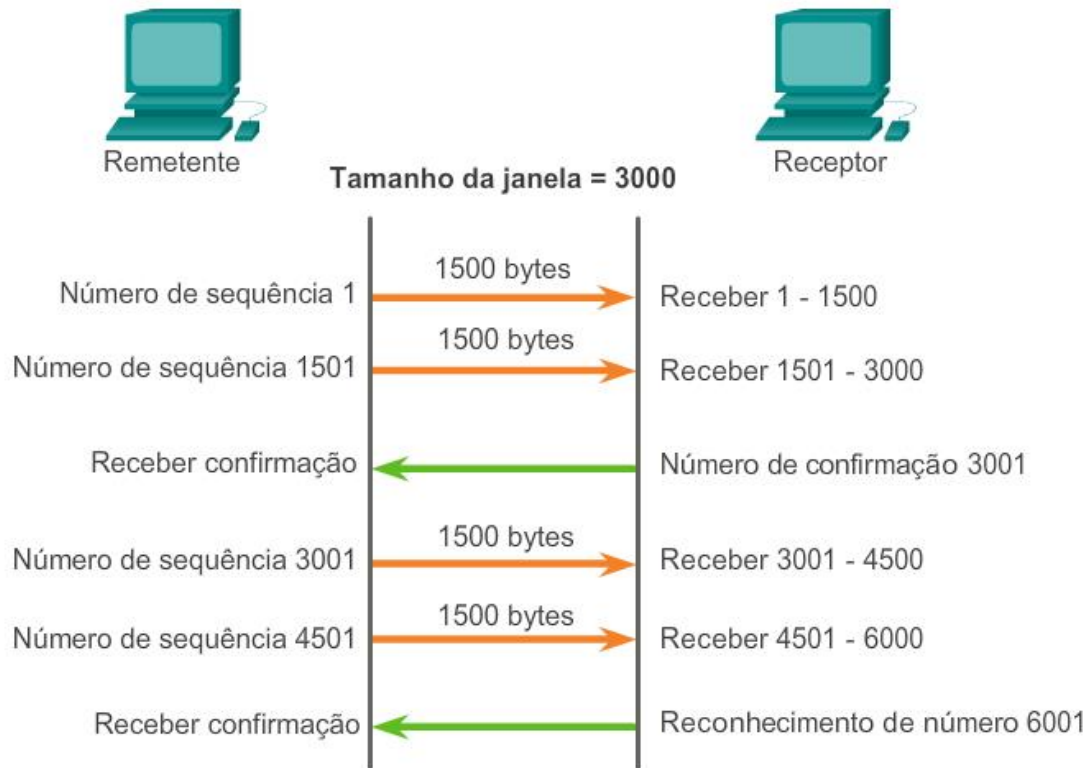 Remetente
Receptor
Tamanho da janela = 3000
1500 bytes
Número de sequência 1
Receber 1 - 1500
1500 bytes
Número de sequência 1501
Receber 1501 - 3000
Receber confirmação
Número de confirmação 3001
1500 bytes
Número de sequência 3001
Receber 3001 - 4500
1500 bytes
Número de sequência 4501
Receber 4501 - 6000
Receber confirmação
Reconhecimento de número 6001